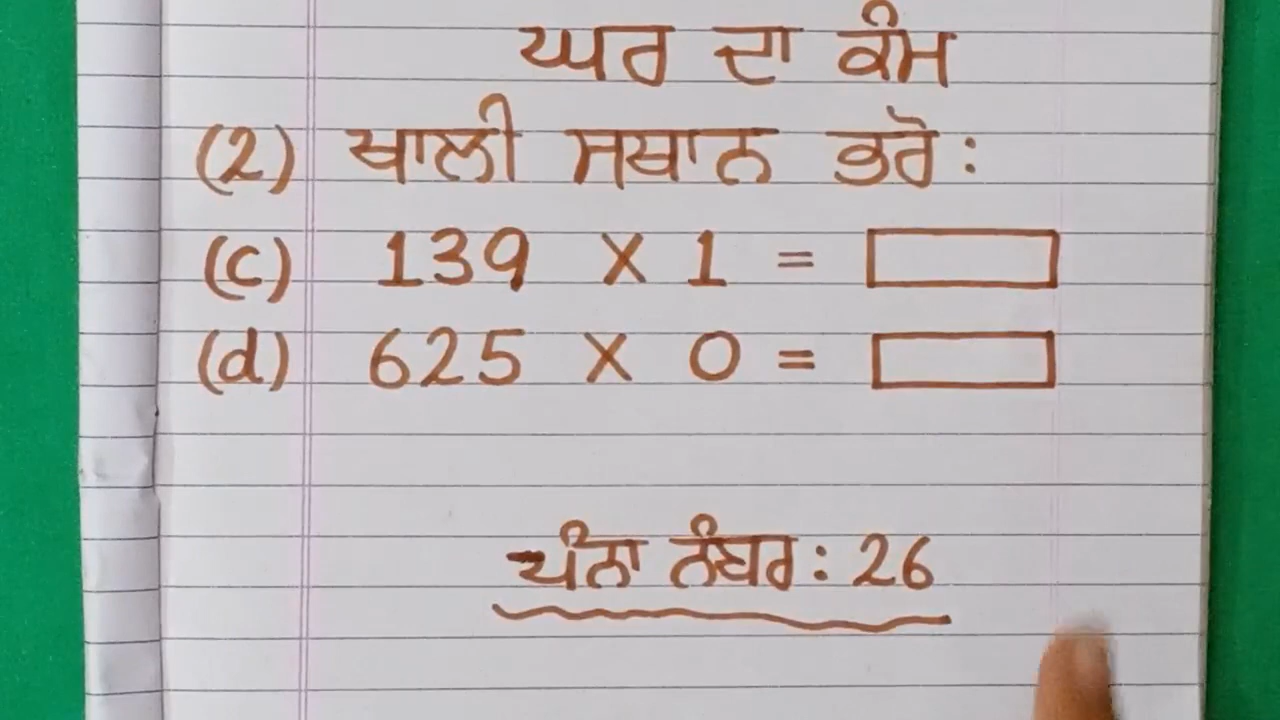 ਘਰ ਦਾ ਕੰਮ
(2) ਖਾਲੀ ਸਥਾਨ ਭਰੋ :
(c) 139 X 1 =
(d) 625 X 0 =
ਪੰਨਾ ਨੰਬਰ : 26